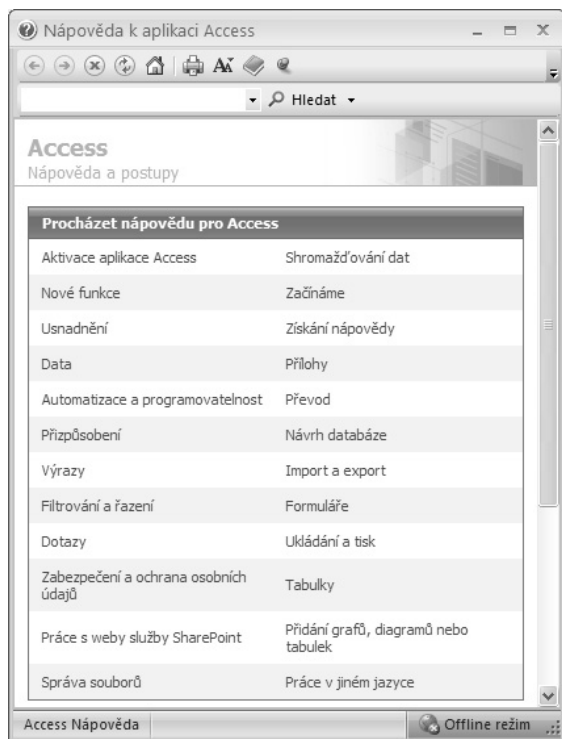 Nápověda k aplikaci Access
Hledat
Access
Nápověda a postupy
Procházet nápovědu pro Access
Aktivace aplikace Access
Shromažďování dat
Nové funkce
Začínáme
Usnadnění
Získání nápovědy
Data
Přílohy
Automatizace a programovatelnost
Převod
Přizpůsobení
Návrh databáze
Výrazy
Import a export
Filtrování a řazení
Formuláře
Dotazy
Ukládání a tisk
Zabezpečení a ochrana osobních
údajů
Tabulky
Práce s weby služby SharePoint
Přidání grafů, diagramů nebo
tabulek
Správa souborů
Práce v jiném jazyce
Access Nápověda
Offline režim